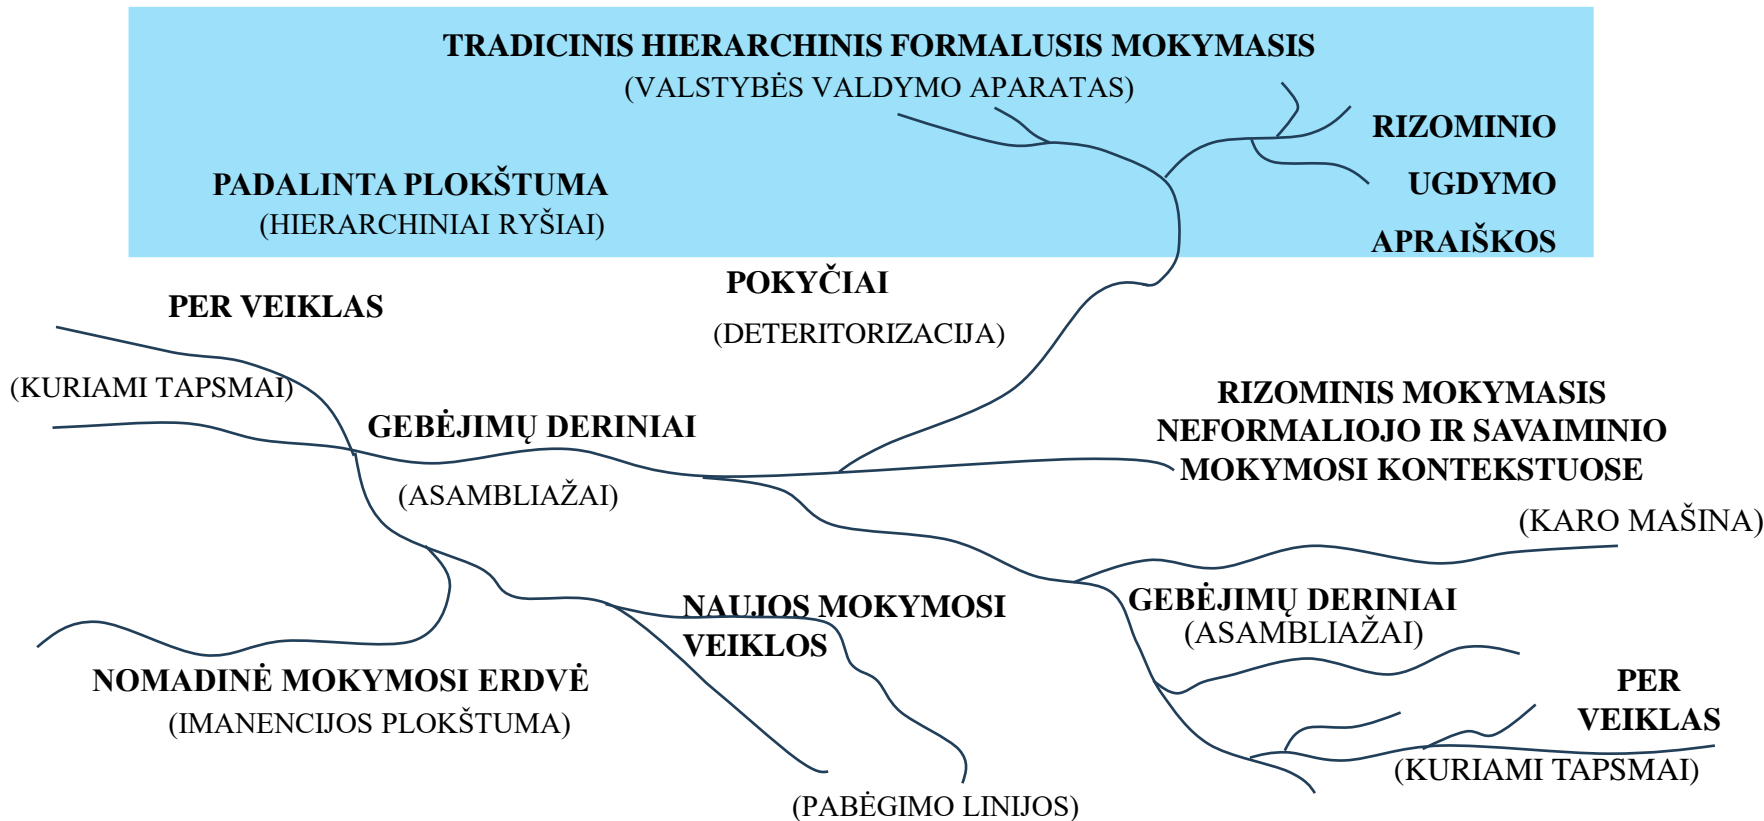 TRADICINIS HIERARCHINIS FORMALUSIS MOKYMASIS
(VALSTYBĖS VALDYMO APARATAS)
RIZOMINIO
UGDYMO
APRAIŠKOS
PADALINTA PLOKŠTUMA
(HIERARCHINIAI RYŠIAI)
POKYČIAI
(DETERITORIZACIJA)
PER VEIKLAS
(KURIAMI TAPSMAI)
GEBĖJIMŲ DERINIAI
(ASAMBLIAŽAI)
RIZOMINIS MOKYMASIS
NEFORMALIOJO IR SAVAIMINIO
MOKYMOSI KONTEKSTUOSE
(KARO MAŠINA)
NAUJOS MOKYMOSI
VEIKLOS
GEBĖJIMŲ DERINIAI
(ASAMBLIAŽAI)
NOMADINĖ MOKYMOSI ERDVĖ
(IMANENCIJOS PLOKŠTUMA)
PER
VEIKLAS
(KURIAMI TAPSMAI)
(PABĖGIMO LINIJOS)